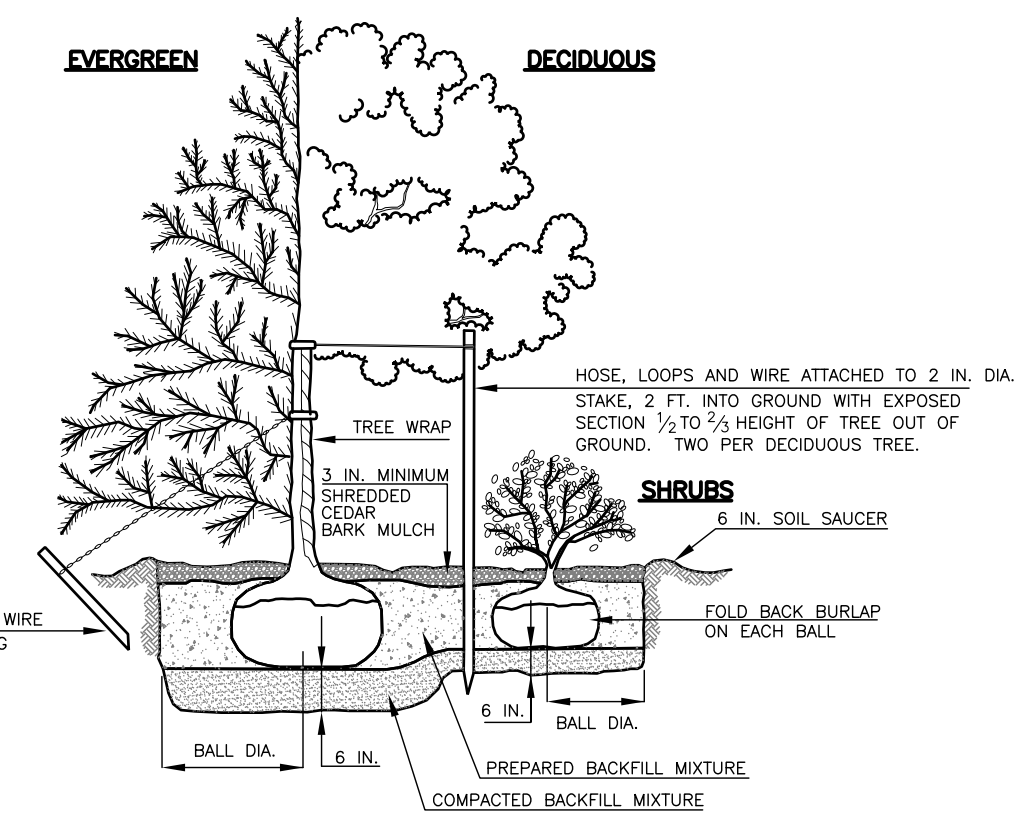 EVERGREEN
DECIDUOUS
HOSE, LOOPS AND WIRE ATTACHED TO 2 IN. DIA.
STAKE, 2 FT. INTO GROUND WITH EXPOSED
SECTION 1/2 TO 2/3 HEIGHT OF TREE OUT OF
GROUND. TWO PER DECIDUOUS TREE.
TREE WRAP
3 IN. MINIMUM
SHREDDED
CEDAR
BARK MULCH
SHRUBS
6 IN. SOIL SAUCER
WIRE
G
FOLD BACK BURLAP
ON EACH BALL
6 IN.
BALL DIA.
BALL DIA.
6 IN.
PREPARED BACKFILL MIXTURE
COMPACTED BACKFILL MIXTURE